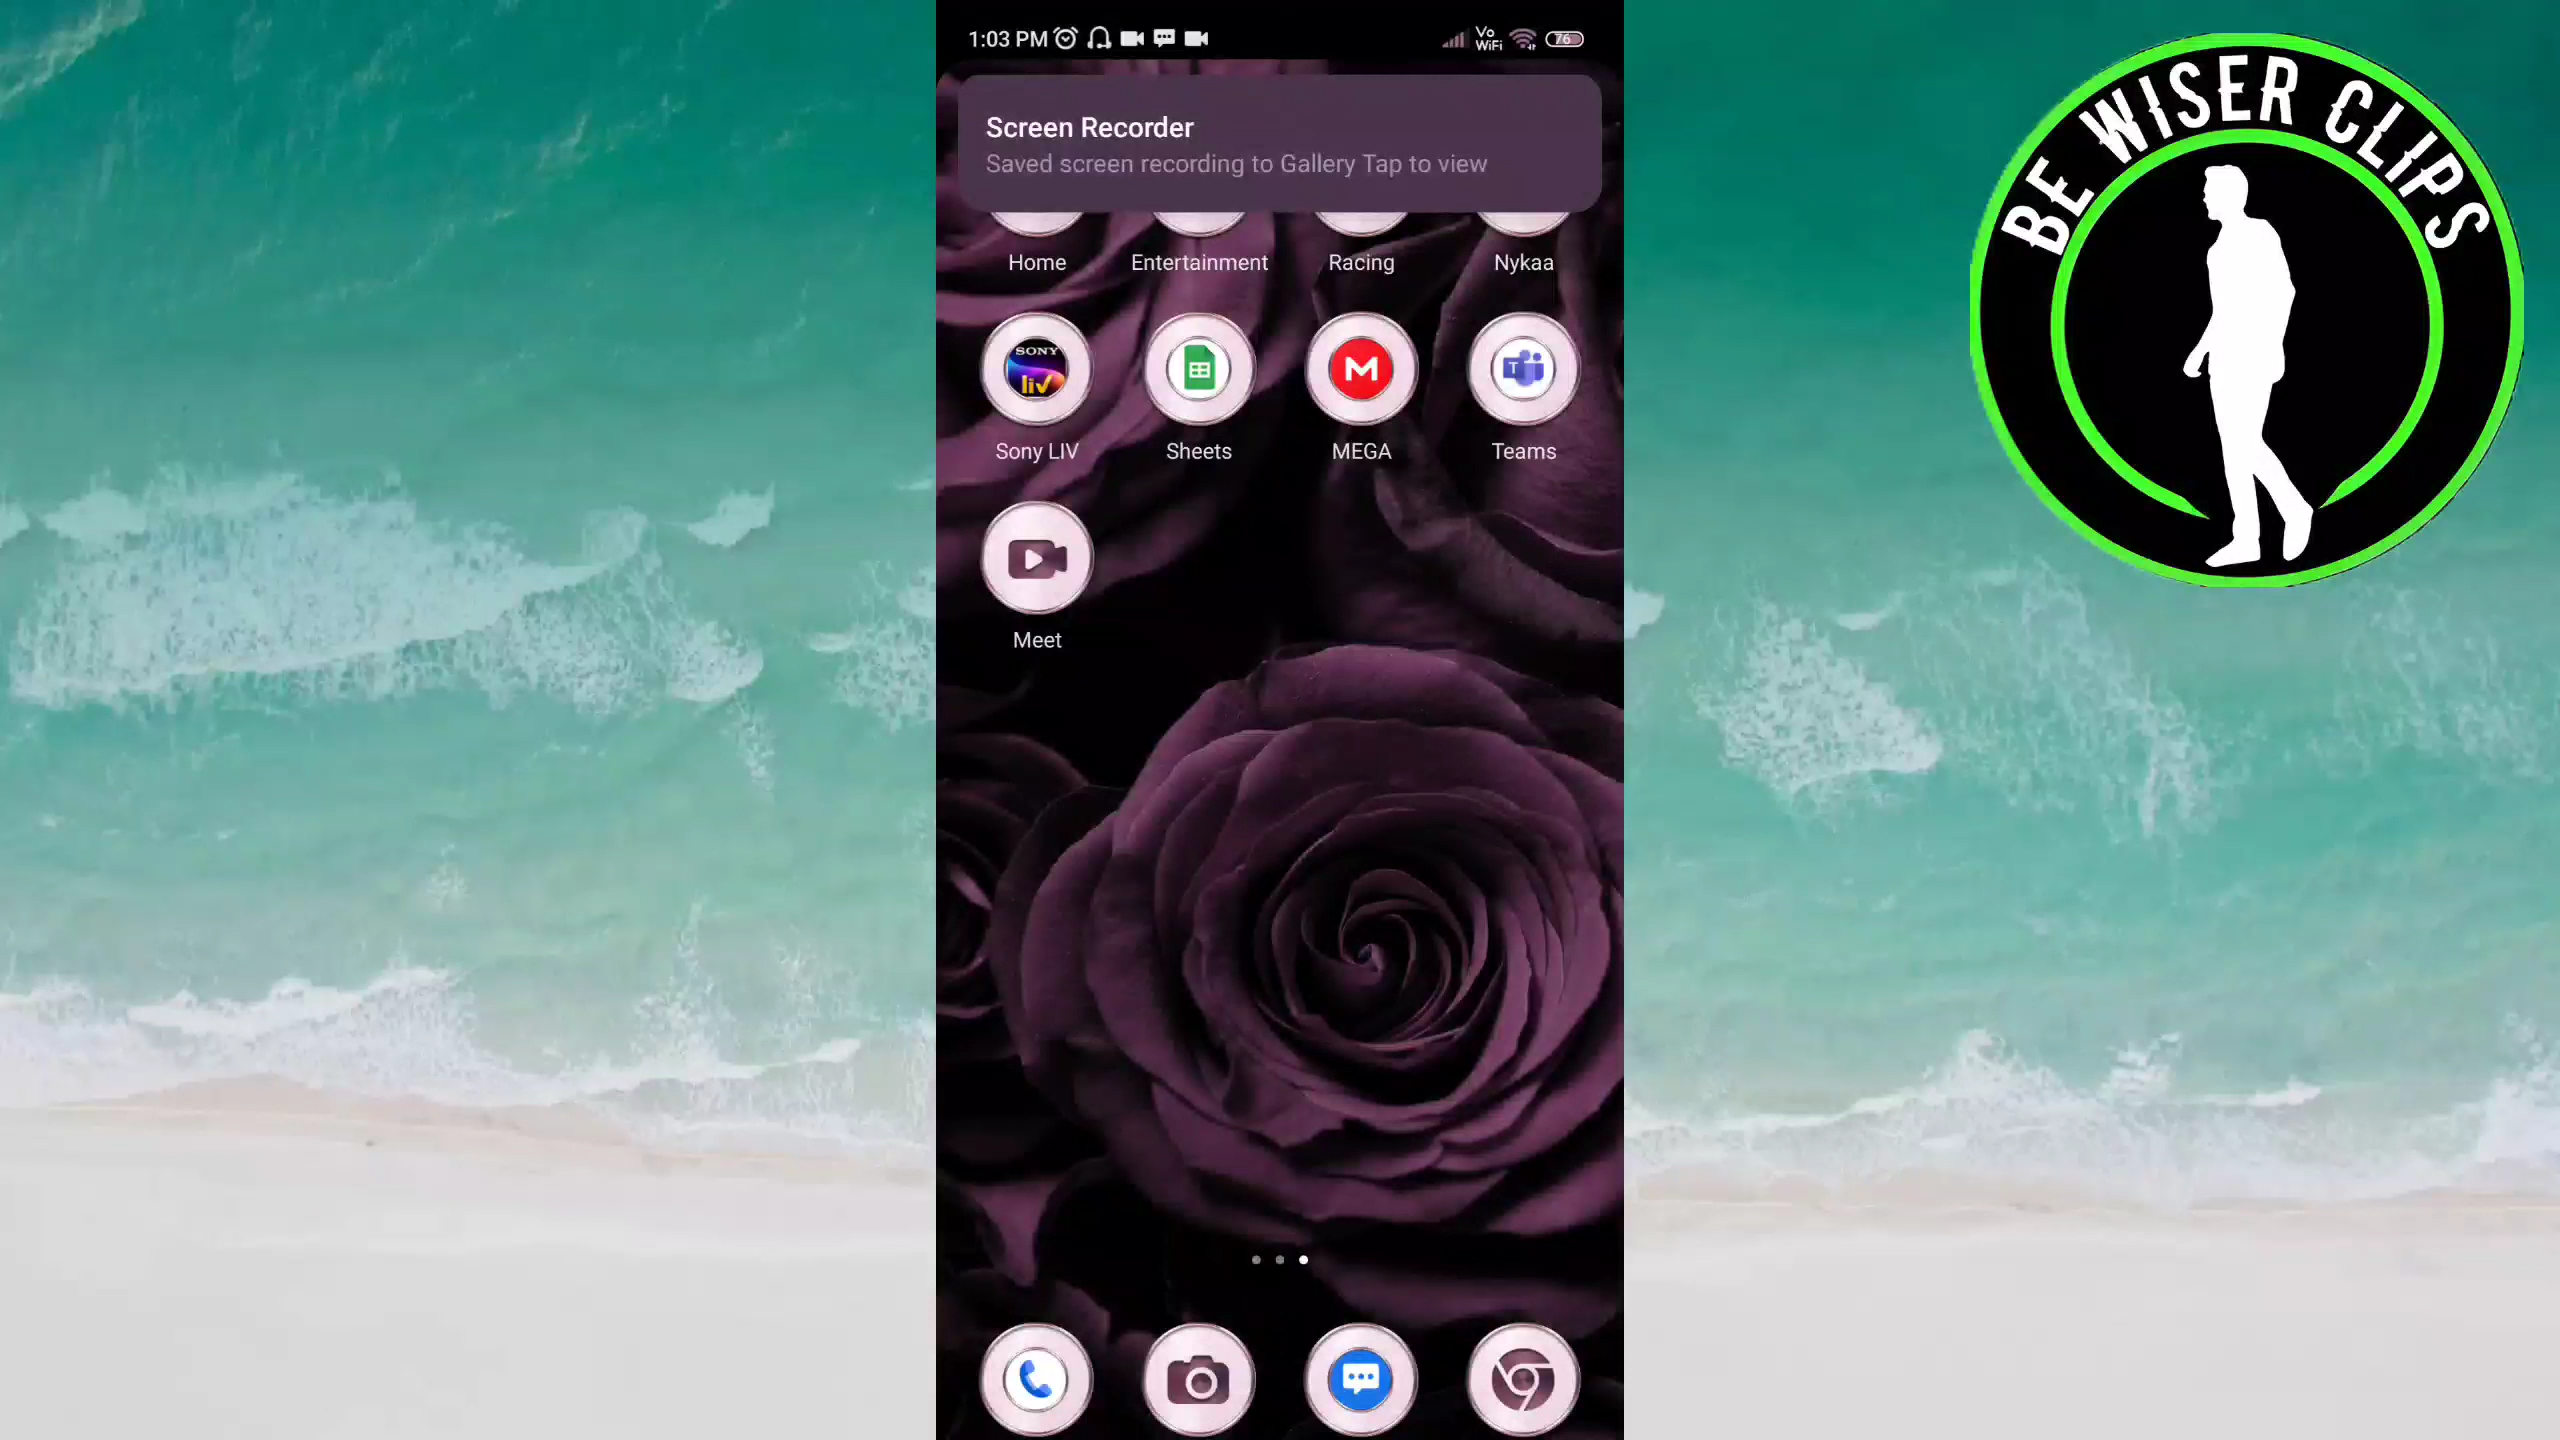 1:03 PM
Vo
WiFi
76
BE WISER CLIPS
Screen Recorder
Saved screen recording to Gallery Tap to view
Home Entertainment Racing Nykaa
SONY
liv
M
T
Sony LIV Sheets MEGA Teams
Meet